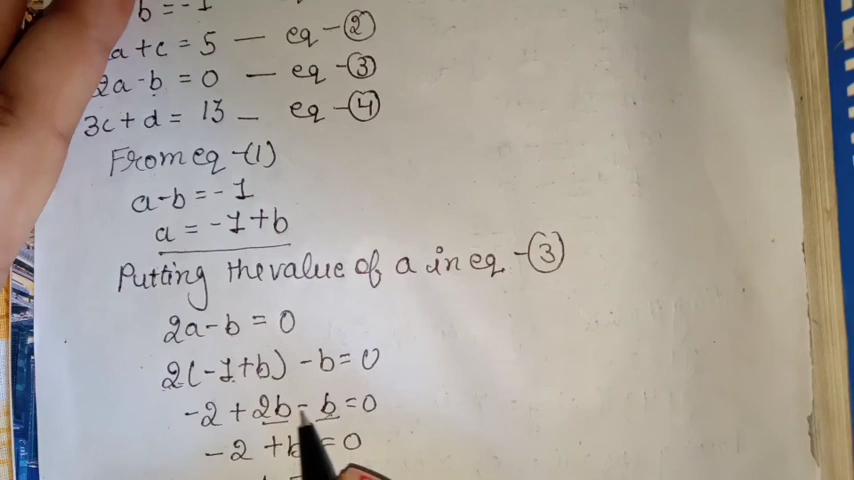 b = -1
a + c = 5 — eq - ②
2a - b = 0 — eq - ③
3c + d = 13 — eq - ④
From eq - (1)
a - b = -1
a = -1 + b
Putting the value of a in eq - ③
2a - b = 0
2(-1 + b) - b = 0
-2 + 2b - b = 0
-2 + b = 0